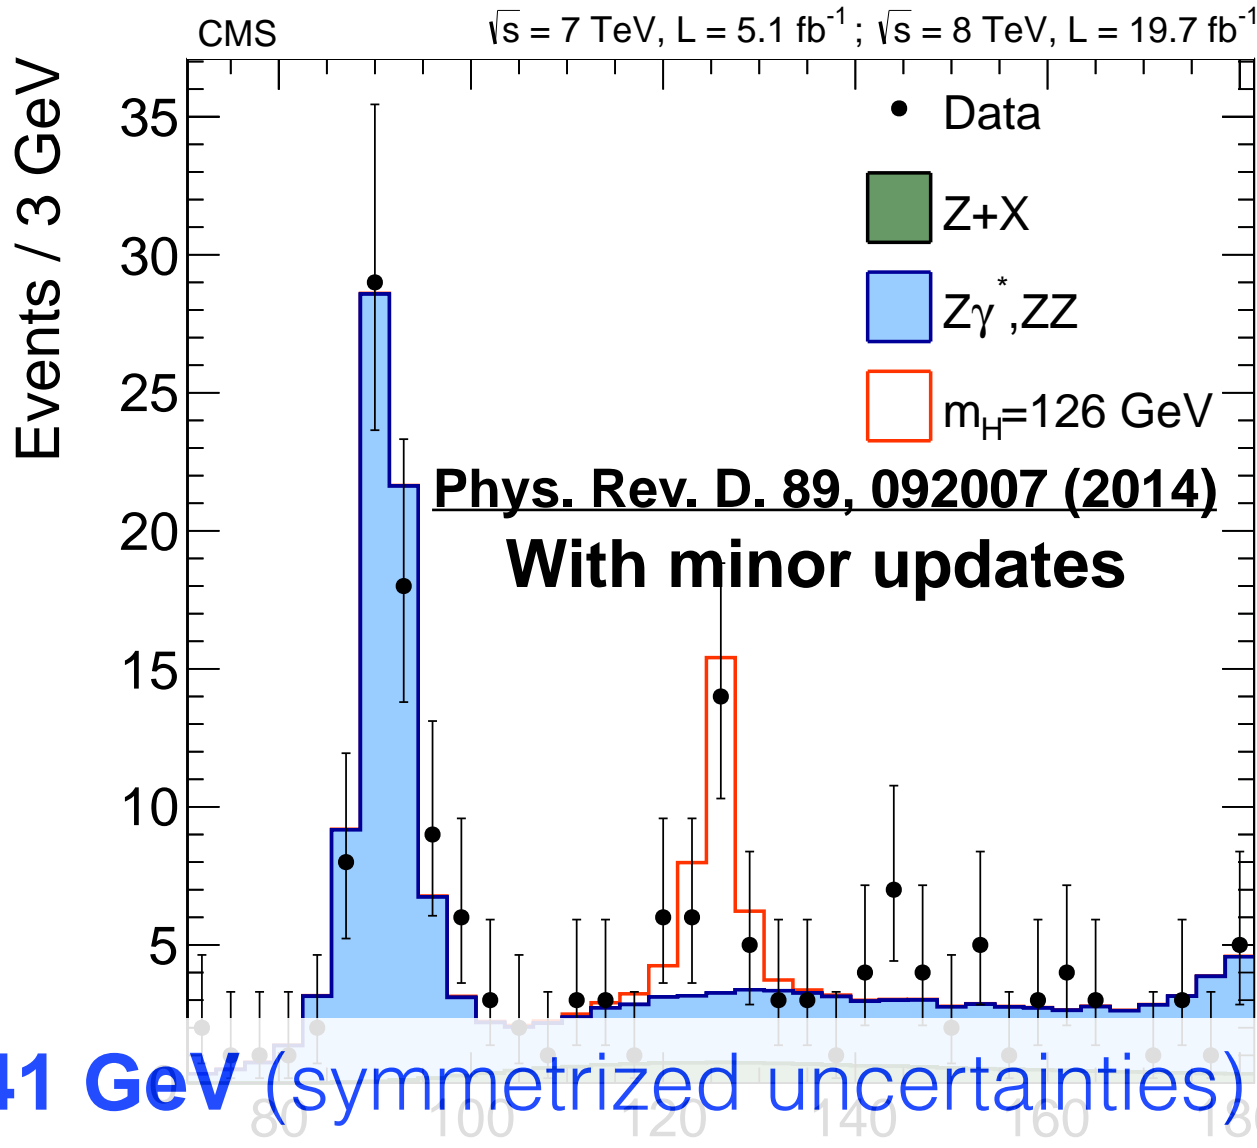 CMS
√s = 7 TeV, L = 5.1 fb⁻¹ ; √s = 8 TeV, L = 19.7 fb⁻¹
Events / 3 GeV
35
30
25
20
15
10
5
Data
Z+X
Zγ*,ZZ
m_H=126 GeV
Phys. Rev. D. 89, 092007 (2014)
With minor updates
41 GeV (symmetrized uncertainties)
80 100 120 140 160